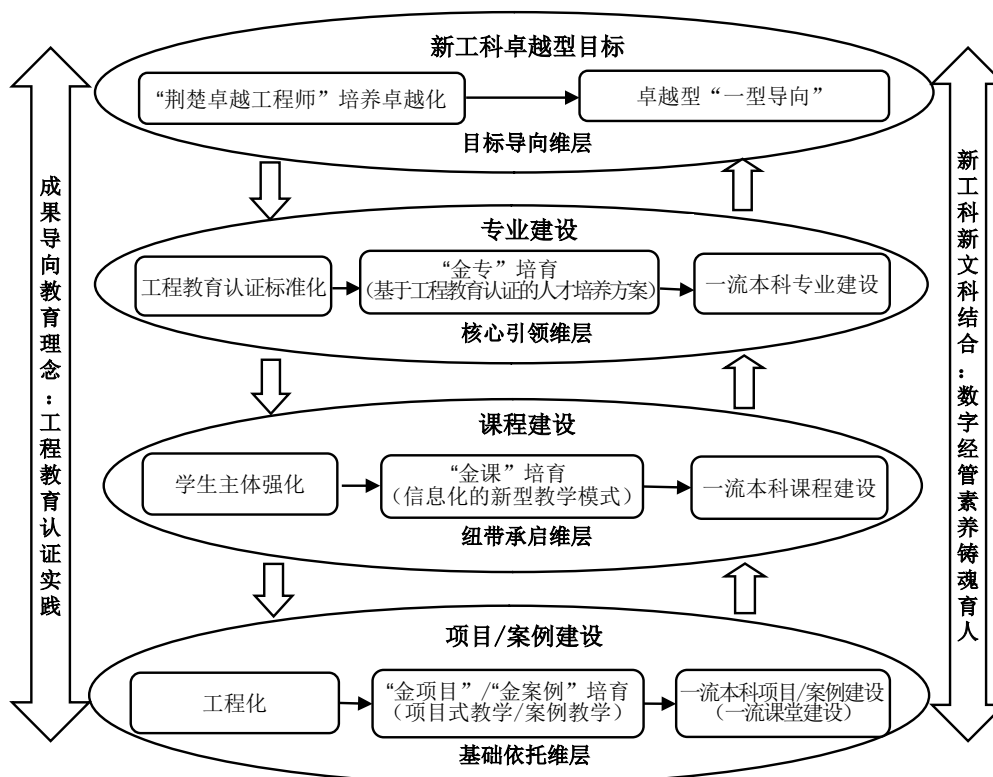 新工科卓越型目标
“荆楚卓越工程师”培养卓越化
卓越型“一型导向”
目标导向维层
专业建设
工程教育认证标准化
“金专”培育
(基于工程教育认证的人才培养方案)
一流本科专业建设
核心引领维层
课程建设
学生主体强化
“金课”培育
(信息化的新型教学模式)
一流本科课程建设
纽带承启维层
项目/案例建设
工程化
“金项目”/“金案例”培育
(项目式教学/案例教学)
一流本科项目/案例建设
(一流课堂建设)
基础依托维层
成果导向教育理念：工程教育认证实践
新工科新文科结合：数字经管素养铸魂育人